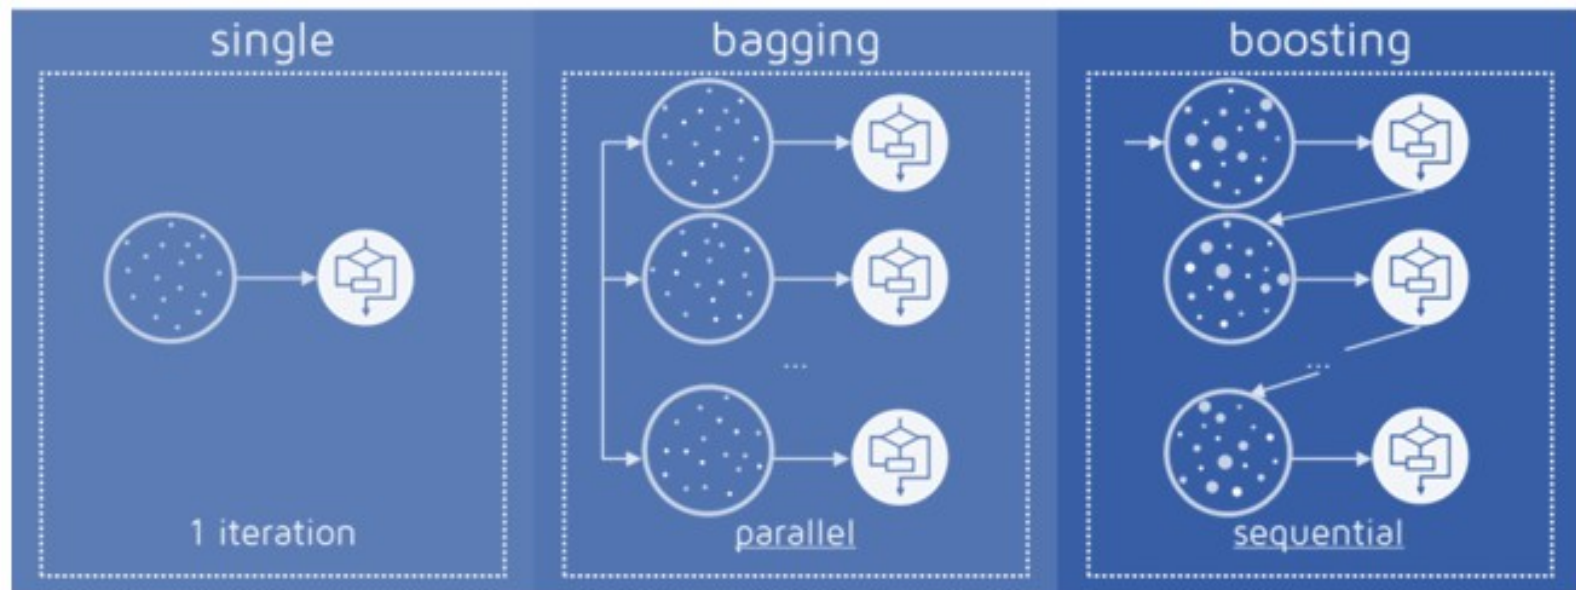 single
1 iteration
bagging
...
parallel
boosting
...
sequential